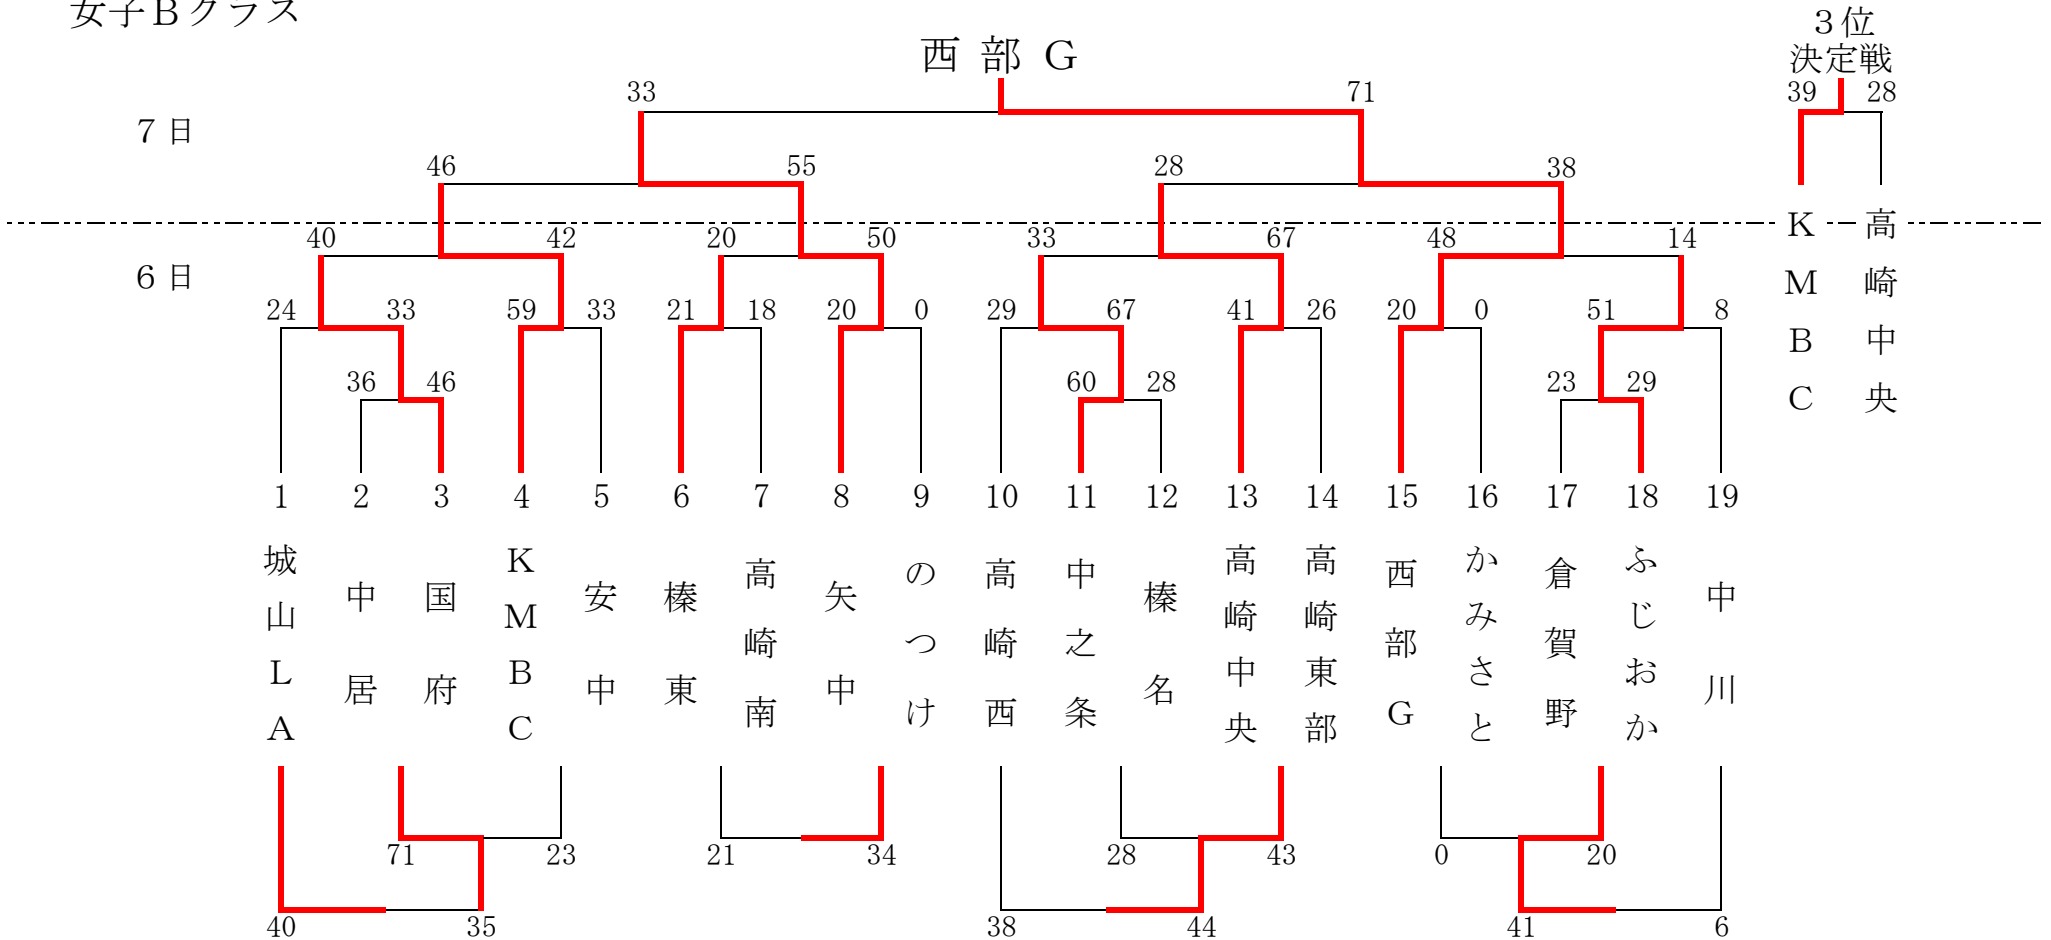 女子Ｂクラス
３位
決定戦
西 部 Ｇ
33 71 39 28
７日
46 55 28 38
40 42 20 50 33 67 48 14
６日
24 33 59 33 21 18 20 0 29 67 41 26 20 0 51 8
36 46 60 28 23 29
ＫＭＢＣ
高崎中央
1 2 3 4 5 6 7 8 9 10 11 12 13 14 15 16 17 18 19
城山ＬＡ
中居
国府
ＫＭＢＣ
安中
榛東
高崎南
矢中
のつけ
高崎西
中之条
榛名
高崎中央
高崎東部
西部Ｇ
かみさと
倉賀野
ふじおか
中川
71 23 21 34 28 43 0 20
40 35 38 44 41 6